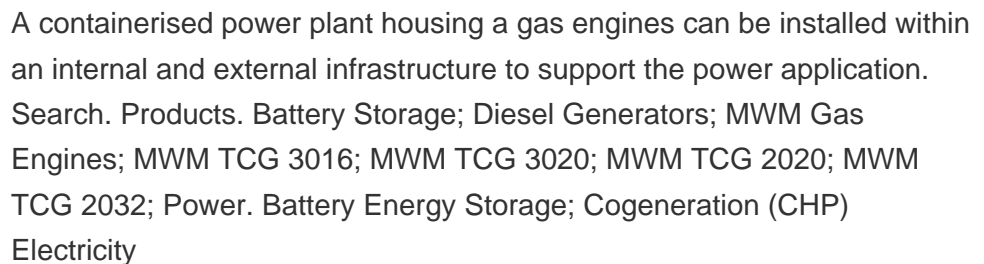 A containerised power plant housing a gas engines can be installed within
an internal and external infrastructure to support the power application.
Search. Products. Battery Storage; Diesel Generators; MWM Gas
Engines; MWM TCG 3016; MWM TCG 3020; MWM TCG 2020; MWM
TCG 2032; Power. Battery Energy Storage; Cogeneration (CHP)
Electricity